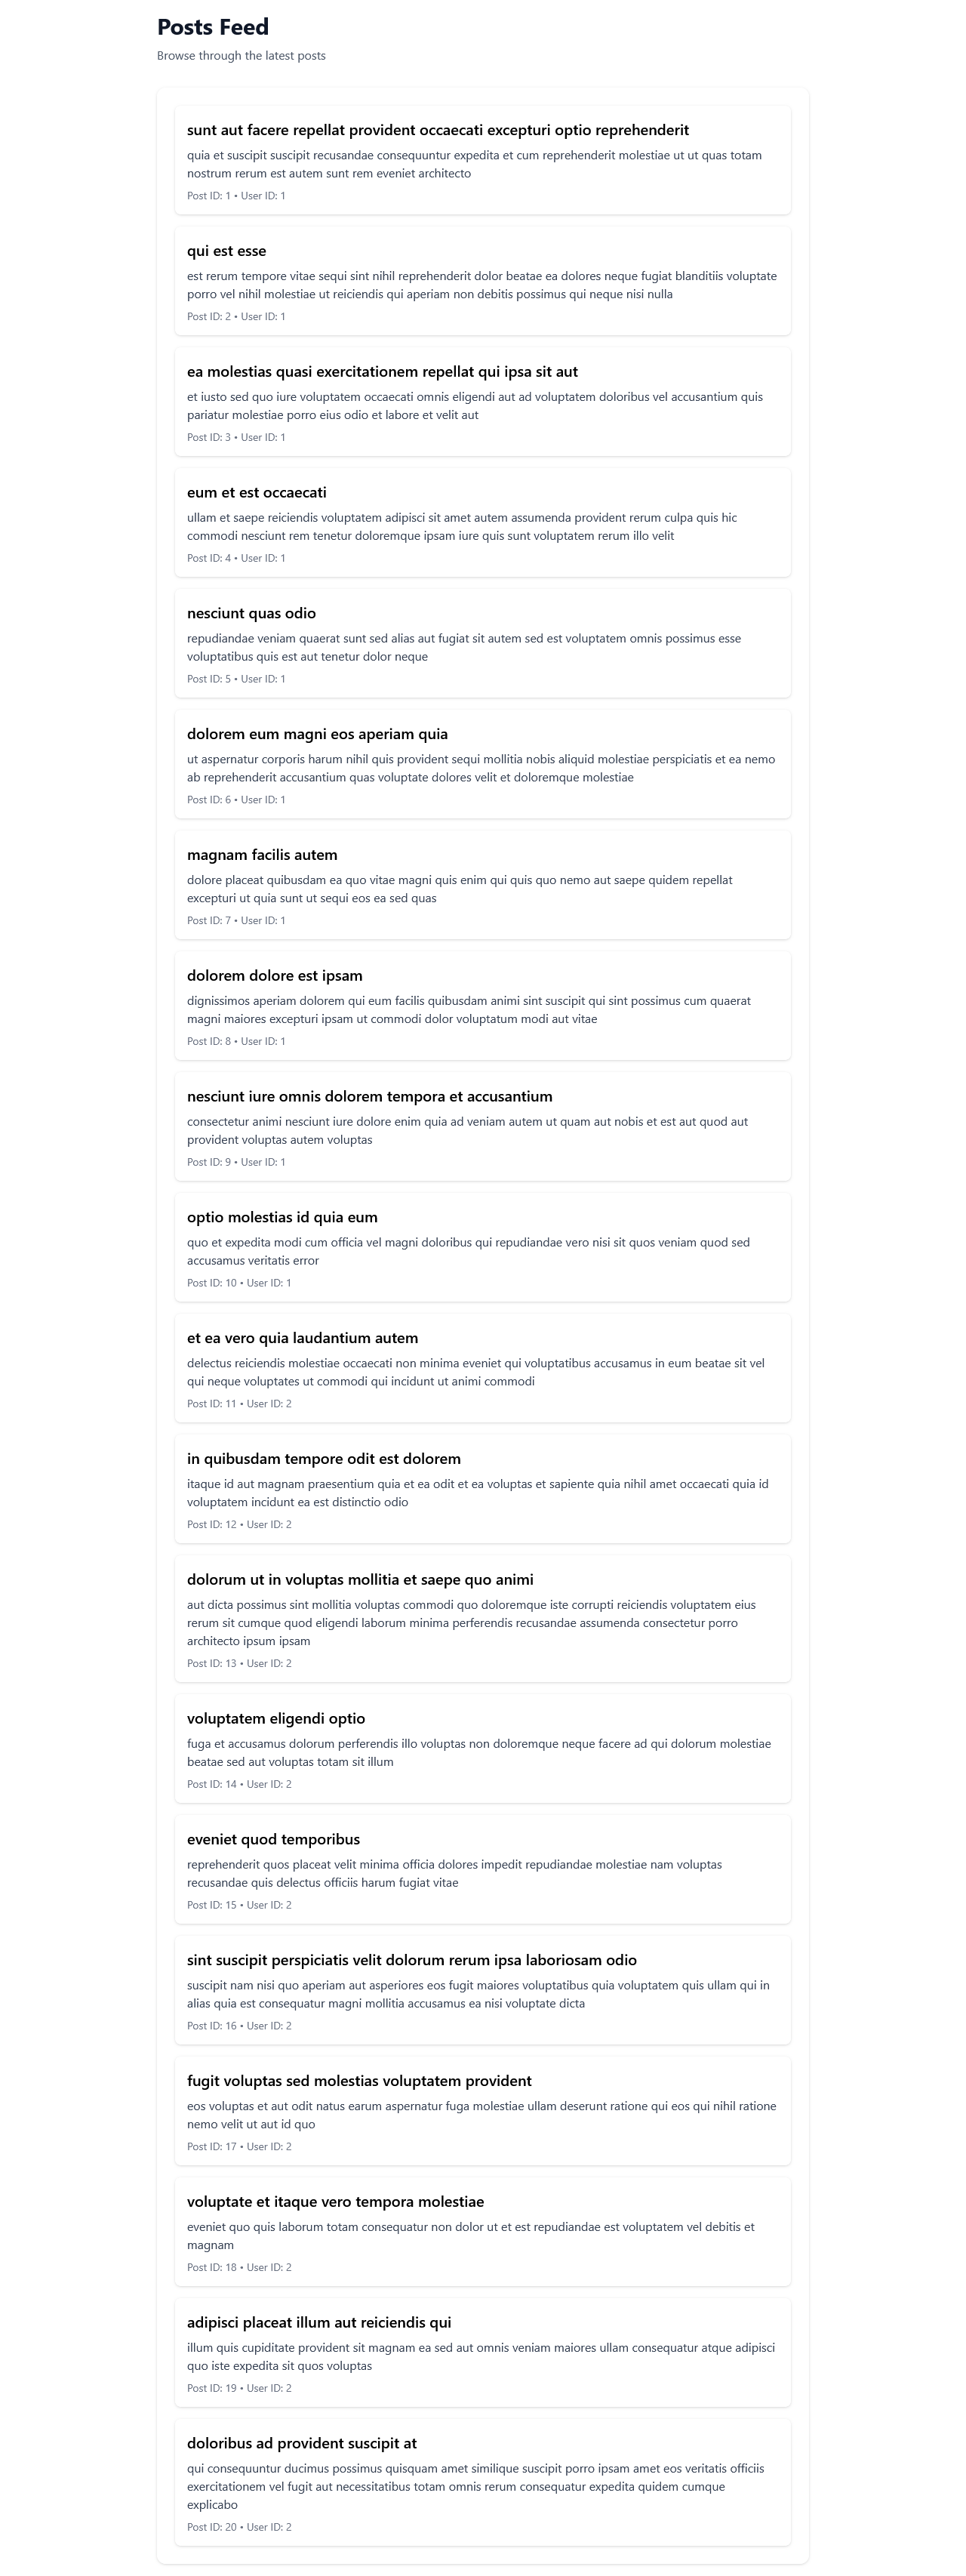 Posts Feed
Browse through the latest posts
sunt aut facere repellat provident occaecati excepturi optio reprehenderit
quia et suscipit suscipit recusandae consequuntur expedita et cum reprehenderit molestiae ut ut quas totam
nostrum rerum est autem sunt rem eveniet architecto
Post ID: 1 • User ID: 1
qui est esse
est rerum tempore vitae sequi sint nihil reprehenderit dolor beatae ea dolores neque fugiat blanditiis voluptate
porro vel nihil molestiae ut reiciendis qui aperiam non debitis possimus qui neque nisi nulla
Post ID: 2 • User ID: 1
ea molestias quasi exercitationem repellat qui ipsa sit aut
et iusto sed quo iure voluptatem occaecati omnis eligendi aut ad voluptatem doloribus vel accusantium quis
pariatur molestiae porro eius odio et labore et velit aut
Post ID: 3 • User ID: 1
eum et est occaecati
ullam et saepe reiciendis voluptatem adipisci sit amet autem assumenda provident rerum culpa quis hic
commodi nesciunt rem tenetur doloremque ipsam iure quis sunt voluptatem rerum illo velit
Post ID: 4 • User ID: 1
nesciunt quas odio
repudiandae veniam quaerat sunt sed alias aut fugiat sit autem sed est voluptatem omnis possimus esse
voluptatibus quis est aut tenetur dolor neque
Post ID: 5 • User ID: 1
dolorem eum magni eos aperiam quia
ut aspernatur corporis harum nihil quis provident sequi mollitia nobis aliquid molestiae perspiciatis et ea nemo
ab reprehenderit accusantium quas voluptate dolores velit et doloremque molestiae
Post ID: 6 • User ID: 1
magnam facilis autem
dolore placeat quibusdam ea quo vitae magni quis enim qui quis quo nemo aut saepe quidem repellat
excepturi ut quia sunt ut sequi eos ea sed quas
Post ID: 7 • User ID: 1
dolorem dolore est ipsam
dignissimos aperiam dolorem qui eum facilis quibusdam animi sint suscipit qui sint possimus cum quaerat
magni maiores excepturi ipsam ut commodi dolor voluptatum modi aut vitae
Post ID: 8 • User ID: 1
nesciunt iure omnis dolorem tempora et accusantium
consectetur animi nesciunt iure dolore enim quia ad veniam autem ut quam aut nobis et est aut quod aut
provident voluptas autem voluptas
Post ID: 9 • User ID: 1
optio molestias id quia eum
quo et expedita modi cum officia vel magni doloribus qui repudiandae vero nisi sit quos veniam quod sed
accusamus veritatis error
Post ID: 10 • User ID: 1
et ea vero quia laudantium autem
delectus reiciendis molestiae occaecati non minima eveniet qui voluptatibus accusamus in eum beatae sit vel
qui neque voluptates ut commodi qui incidunt ut animi commodi
Post ID: 11 • User ID: 2
in quibusdam tempore odit est dolorem
itaque id aut magnam praesentium quia et ea odit et ea voluptas et sapiente quia nihil amet occaecati quia id
voluptatem incidunt ea est distinctio odio
Post ID: 12 • User ID: 2
dolorum ut in voluptas mollitia et saepe quo animi
aut dicta possimus sint mollitia voluptas commodi quo doloremque iste corrupti reiciendis voluptatem eius
rerum sit cumque quod eligendi laborum minima perferendis recusandae assumenda consectetur porro
architecto ipsum ipsam
Post ID: 13 • User ID: 2
voluptatem eligendi optio
fuga et accusamus dolorum perferendis illo voluptas non doloremque neque facere ad qui dolorum molestiae
beatae sed aut voluptas totam sit illum
Post ID: 14 • User ID: 2
eveniet quod temporibus
reprehenderit quos placeat velit minima officia dolores impedit repudiandae molestiae nam voluptas
recusandae quis delectus officiis harum fugiat vitae
Post ID: 15 • User ID: 2
sint suscipit perspiciatis velit dolorum rerum ipsa laboriosam odio
suscipit nam nisi quo aperiam aut asperiores eos fugit maiores voluptatibus quia voluptatem quis ullam qui in
alias quia est consequatur magni mollitia accusamus ea nisi voluptate dicta
Post ID: 16 • User ID: 2
fugit voluptas sed molestias voluptatem provident
eos voluptas et aut odit natus earum aspernatur fuga molestiae ullam deserunt ratione qui eos qui nihil ratione
nemo velit ut aut id quo
Post ID: 17 • User ID: 2
voluptate et itaque vero tempora molestiae
eveniet quo quis laborum totam consequatur non dolor ut et est repudiandae est voluptatem vel debitis et
magnam
Post ID: 18 • User ID: 2
adipisci placeat illum aut reiciendis qui
illum quis cupiditate provident sit magnam ea sed aut omnis veniam maiores ullam consequatur atque adipisci
quo iste expedita sit quos voluptas
Post ID: 19 • User ID: 2
doloribus ad provident suscipit at
qui consequuntur ducimus possimus quisquam amet similique suscipit porro ipsam amet eos veritatis officiis
exercitationem vel fugit aut necessitatibus totam omnis rerum consequatur expedita quidem cumque
explicabo
Post ID: 20 • User ID: 2